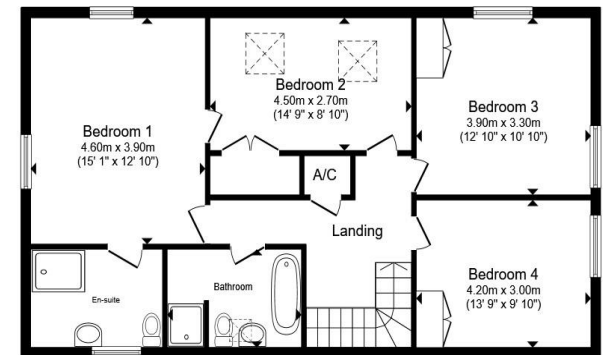 Bedroom 1
4.60m x 3.90m
(15' 1" x 12' 10")
Bedroom 2
4.50m x 2.70m
(14' 9" x 8' 10")
Bedroom 3
3.90m x 3.30m
(12' 10" x 10' 10")
A/C
Landing
Bedroom 4
4.20m x 3.00m
(13' 9" x 9' 10")
En-suite
Bathroom